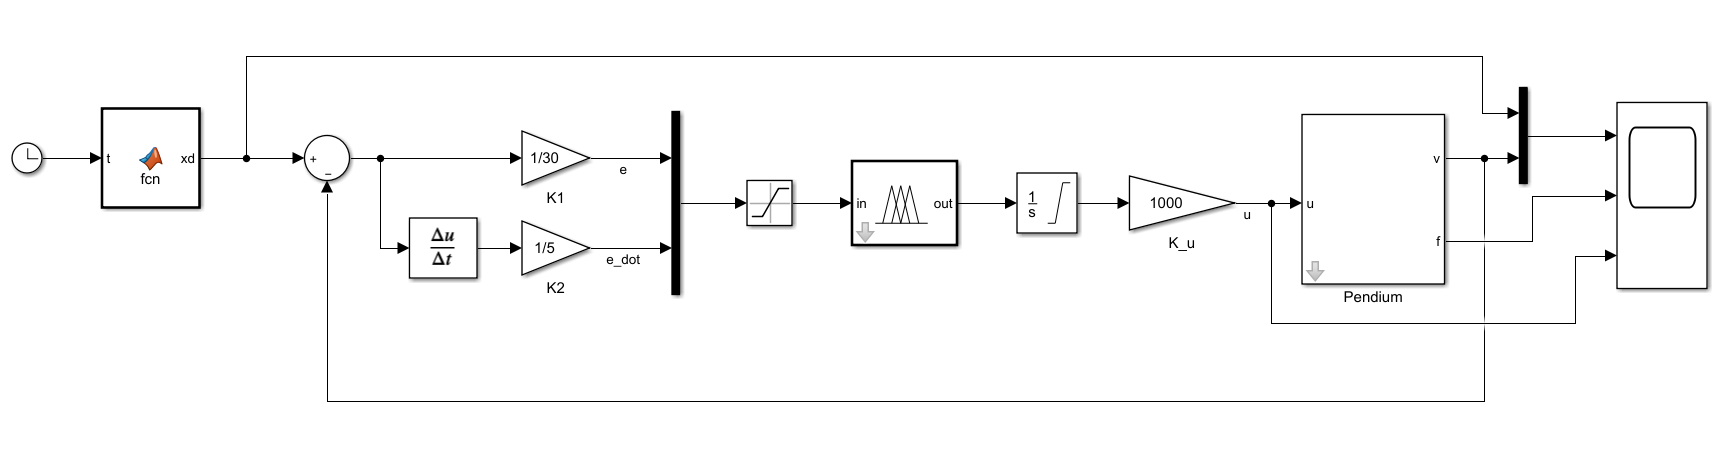 t
xd
fcn
+
−
1/30
K1
e
Δu
Δt
1/5
K2
e_dot
in
out
1
s
1000
K_u
u
u
v
f
Pendium